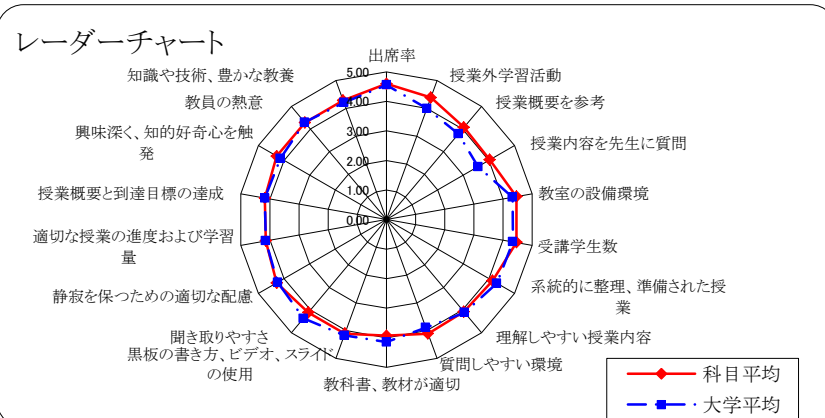 レーダーチャート
出席率
授業外学習活動
授業概要を参考
授業内容を先生に質問
教室の設備環境
受講学生数
系統的に整理、準備された授
業
理解しやすい授業内容
質問しやすい環境
教科書、教材が適切
黒板の書き方、ビデオ、スライド
の使用
聞き取りやすさ
静寂を保つための適切な配慮
適切な授業の進度および学習
量
授業概要と到達目標の達成
興味深く、知的好奇心を触
発
教員の熱意
知識や技術、豊かな教養
5.00
4.00
3.00
2.00
1.00
0.00
科目平均
大学平均